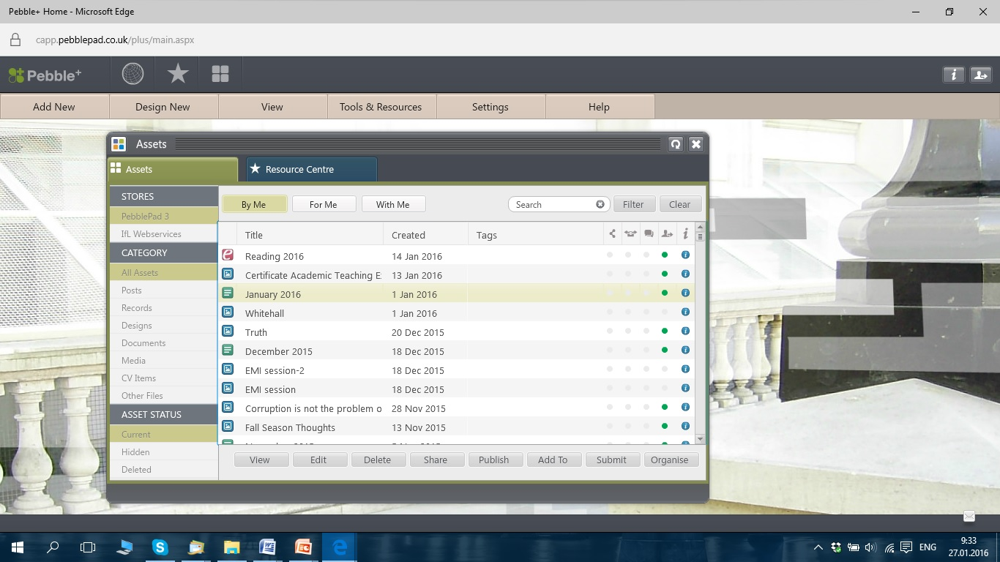 Pebble+ Home - Microsoft Edge
capp.pebblepad.co.uk/plus/main.aspx
Pebble+
Add New Design New View Tools & Resources Settings Help
Assets
Assets Resource Centre
STORES
PebblePad 3
IfL Webservices
CATEGORY
All Assets
Posts
Records
Designs
Documents
Media
CV Items
Other Files
ASSET STATUS
Current
Hidden
Deleted
By Me For Me With Me Search Filter Clear
Title Created Tags
Reading 2016 14 Jan 2016
Certificate Academic Teaching E 13 Jan 2016
January 2016 1 Jan 2016
Whitehall 1 Jan 2016
Truth 20 Dec 2015
December 2015 18 Dec 2015
EMI session-2 18 Dec 2015
EMI session 18 Dec 2015
Corruption is not the problem o 28 Nov 2015
Fall Season Thoughts 13 Nov 2015
View Edit Delete Share Publish Add To Submit Organise
ENG
9:33
27.01.2016